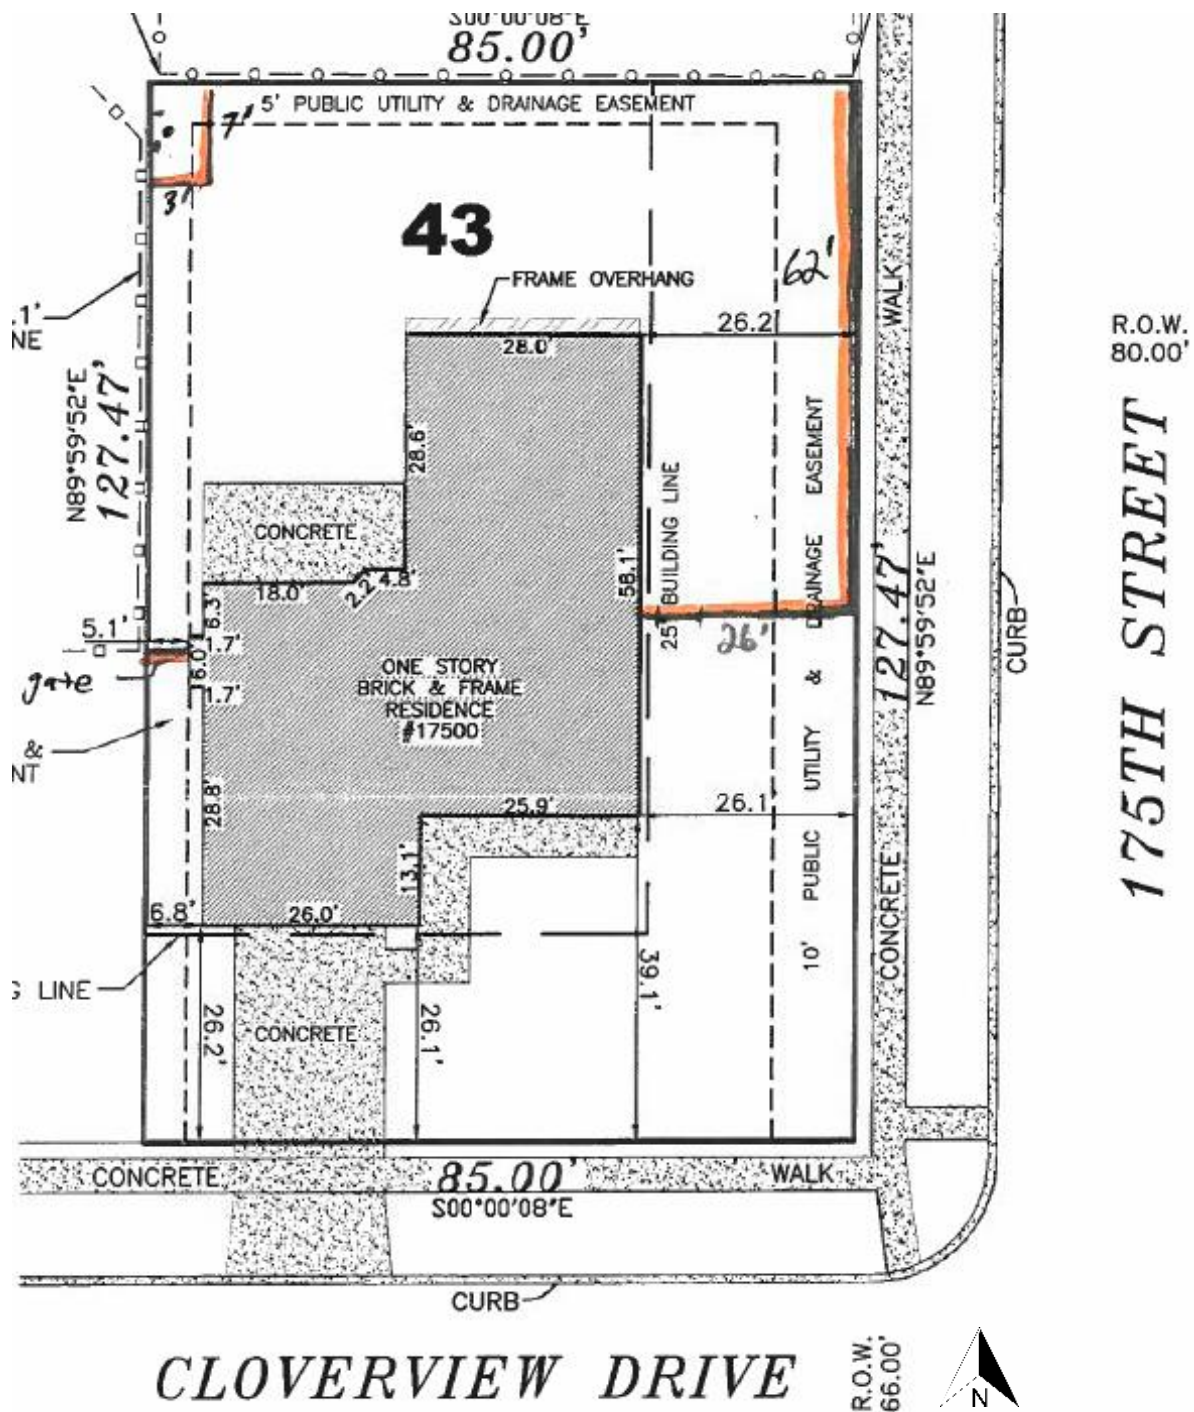 S00°00'08"E
85.00'
5' PUBLIC UTILITY & DRAINAGE EASEMENT
7'
3'
43
62'
FRAME OVERHANG
26.2'
28.0'
.1'
NE
R.O.W.
80.00'
N89°59'52"E
127.47'
28.6'
WALK
CONCRETE
18.0'
2.2'
4.8'
6.3'
58.1'
25' BUILDING LINE
10' PUBLIC UTILITY & DRAINAGE EASEMENT
127.47'
N89°59'52"E
CURB
175TH STREET
5.1'
1.7'
6.0'
1.7'
gate
26'
ONE STORY
BRICK & FRAME
RESIDENCE
#17500
&
NT
28.8'
25.9'
26.1'
13.1'
6.8'
26.0'
CONCRETE
G LINE
26.2'
CONCRETE
26.1'
39.1'
CONCRETE
85.00'
WALK
S00°00'08"E
CURB
CLOVERVIEW DRIVE
R.O.W.
66.00'
N